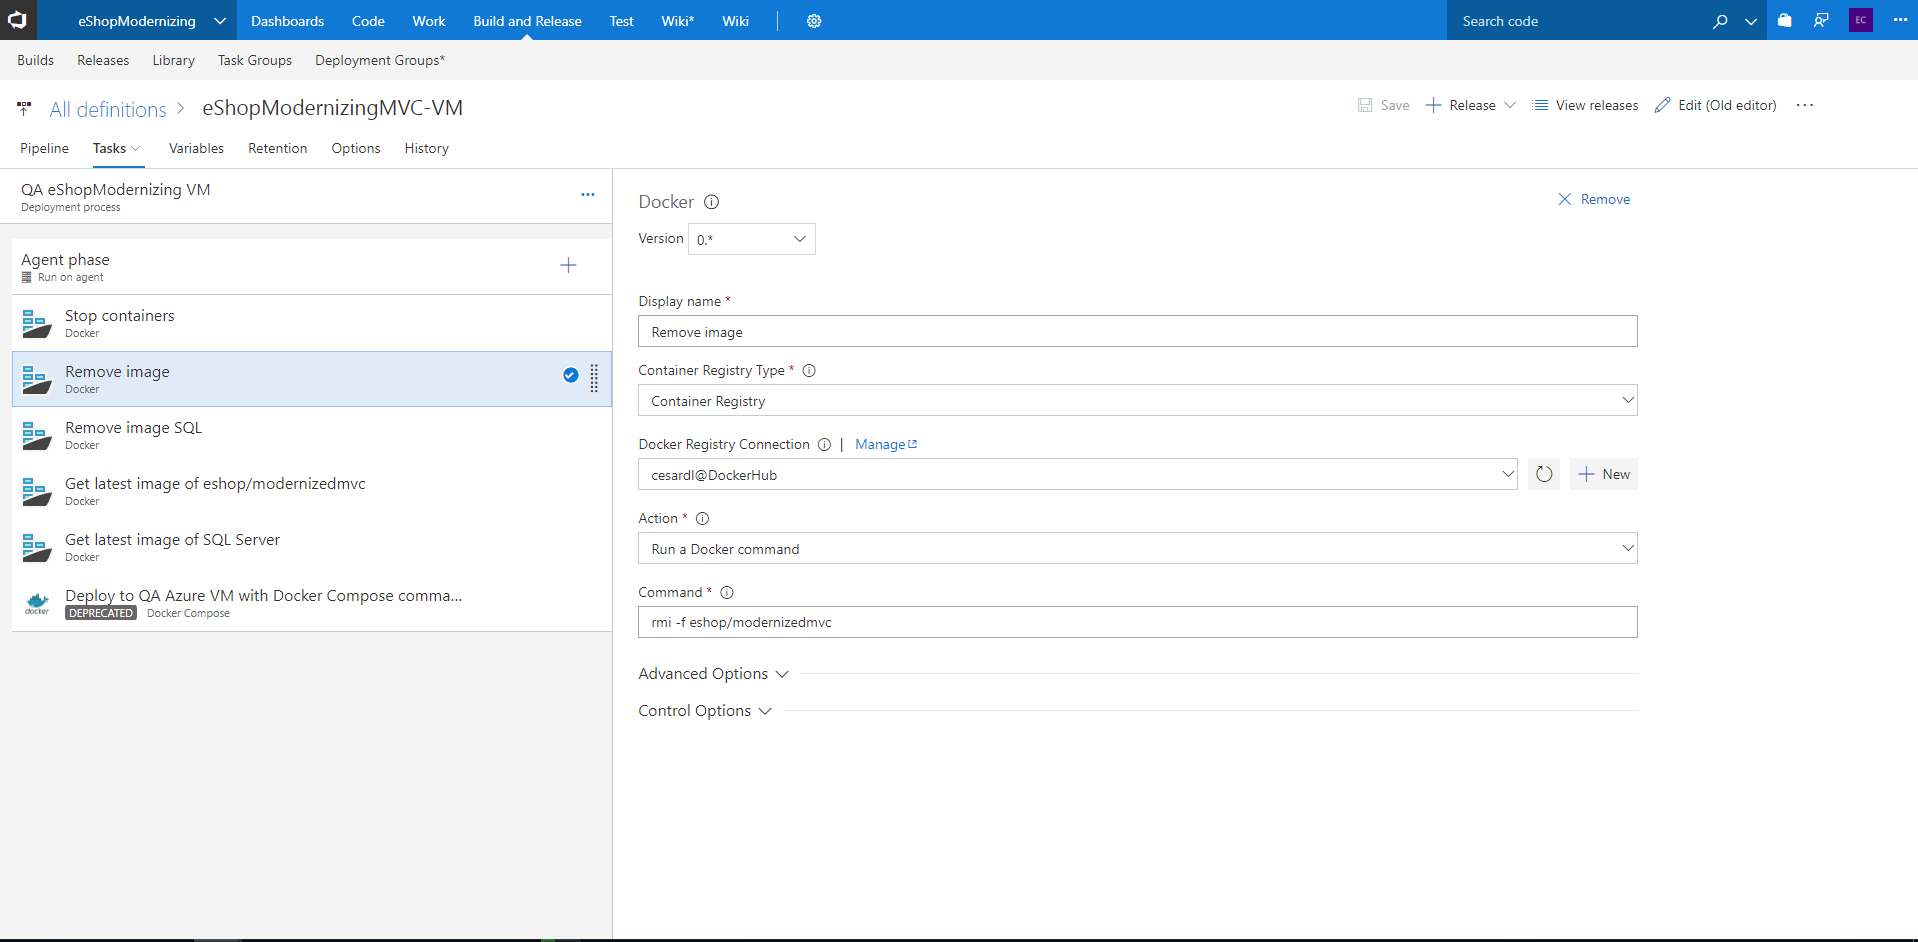 eShopModernizing Dashboards Code Work Build and Release Test Wiki* Wiki Search code EC
Builds Releases Library Task Groups Deployment Groups*
All definitions > eShopModernizingMVC-VM Save Release View releases Edit (Old editor) ...
Pipeline Tasks Variables Retention Options History
QA eShopModernizing VM
Deployment process
Agent phase
Run on agent
Stop containers
Docker
Remove image
Docker
Remove image SQL
Docker
Get latest image of eshop/modernizedmvc
Docker
Get latest image of SQL Server
Docker
Deploy to QA Azure VM with Docker Compose comma...
docker
DEPRECATED Docker Compose
Docker Remove
Version 0.*
Display name *
Remove image
Container Registry Type *
Container Registry
Docker Registry Connection | Manage
cesardl@DockerHub New
Action *
Run a Docker command
Command *
rmi -f eshop/modernizedmvc
Advanced Options
Control Options